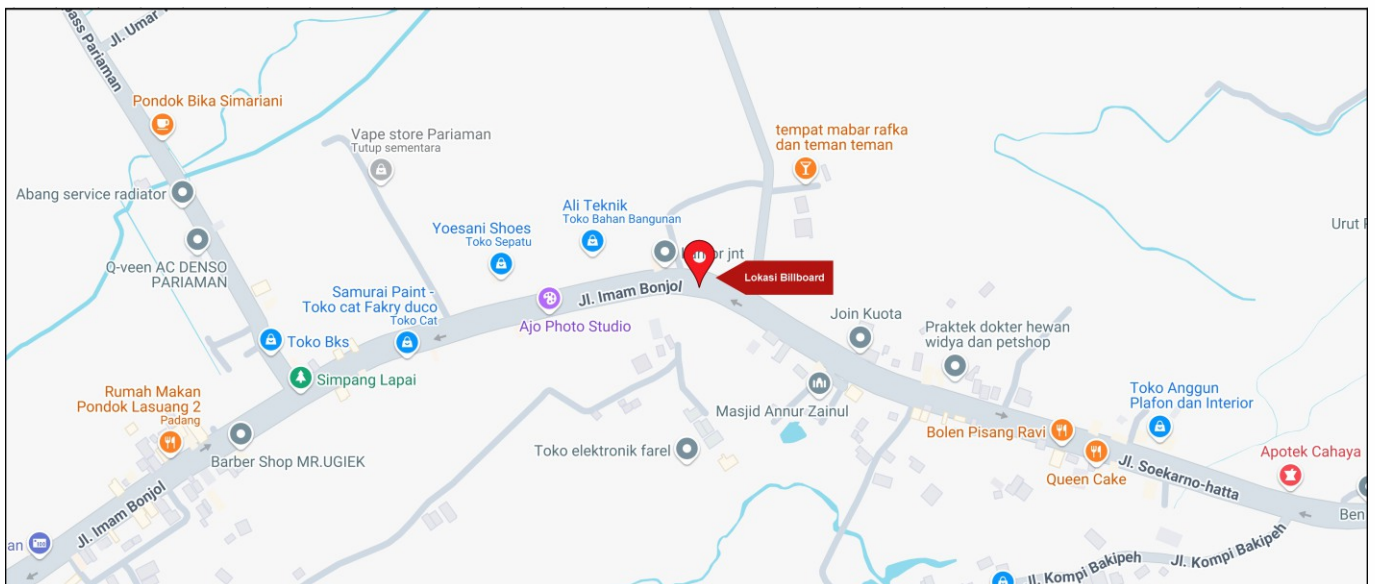 pass Pariaman
Jl. Umar
Pondok Bika Simariani
Vape store Pariaman
Tutup sementara
tempat mabar rafka
dan teman teman
Abang service radiator
Ali Teknik
Toko Bahan Bangunan
Yoesani Shoes
Toko Sepatu
Urut
jnt
Q-veen AC DENSO
PARIAMAN
Lokasi Billboard
Samurai Paint -
Toko cat Fakry duco
Toko Cat
Jl. Imam Bonjol
Ajo Photo Studio
Join Kuota
Praktek dokter hewan
widya dan petshop
Toko Bks
Simpang Lapai
Rumah Makan
Pondok Lasuang 2
Padang
Masjid Annur Zainul
Toko Anggun
Plafon dan Interior
Bolen Pisang Ravi
Barber Shop MR.UGIEK
Toko elektronik farel
Apotek Cahaya
Queen Cake
Jl. Soekarno-hatta
Jl. Imam Bonjol
Ben
an
Jl. Kompi Bakipeh
Jl. Kompi Bakipeh